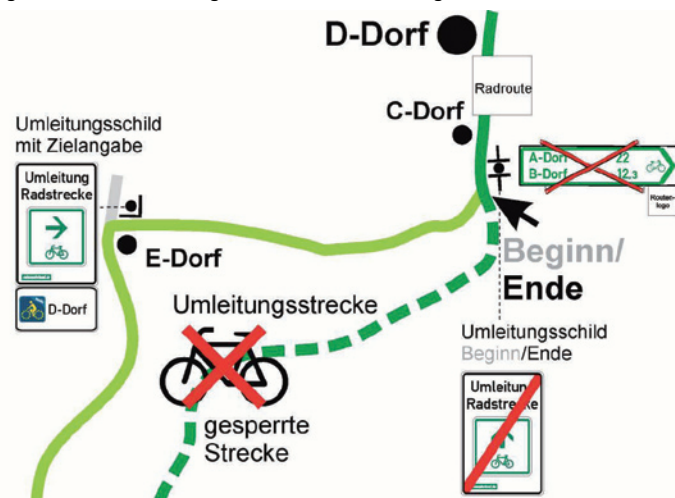 D-Dorf
Radroute
C-Dorf
Umleitungsschild
mit Zielangabe
Umleitung
Radstrecke
D-Dorf
E-Dorf
A-Dorf 22
B-Dorf 12,3
Routen-
logo
Beginn/
Ende
Umleitungsstrecke
gesperrte
Strecke
Umleitungsschild
Beginn/Ende
Umleitung
Radstrecke